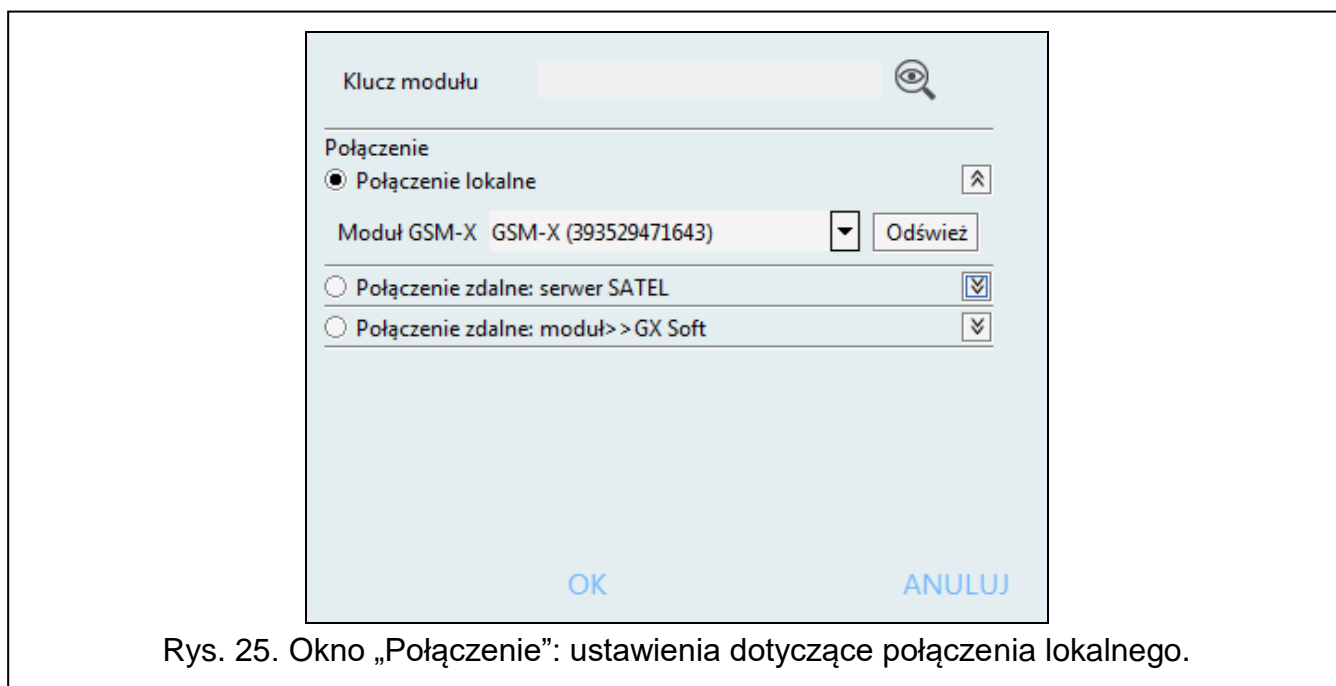 Klucz modułu
Połączenie
Połączenie lokalne
Moduł GSM-X GSM-X (393529471643) Odśwież
Połączenie zdalne: serwer SATEL
Połączenie zdalne: moduł>>GX Soft
OK ANULUJ
Rys. 25. Okno „Połączenie”: ustawienia dotyczące połączenia lokalnego.